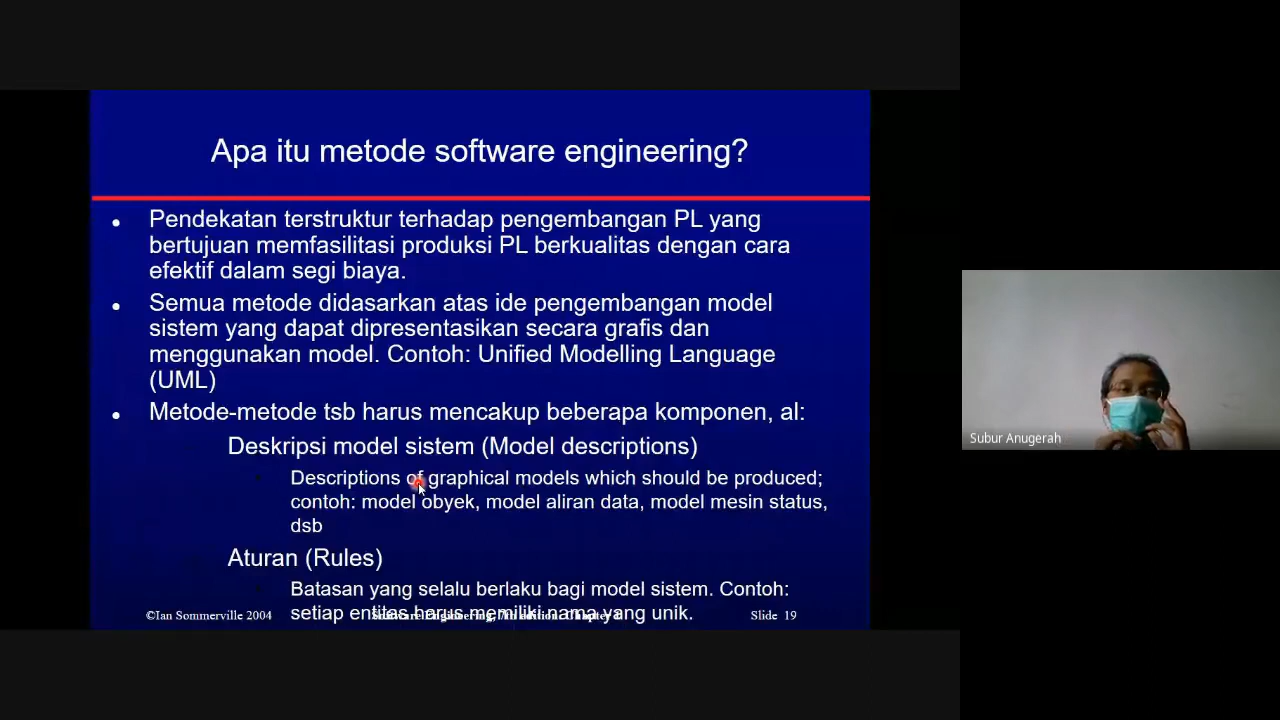 Apa itu metode software engineering?
Pendekatan terstruktur terhadap pengembangan PL yang
bertujuan memfasilitasi produksi PL berkualitas dengan cara
efektif dalam segi biaya.
Semua metode didasarkan atas ide pengembangan model
sistem yang dapat dipresentasikan secara grafis dan
menggunakan model. Contoh: Unified Modelling Language
(UML)
Metode-metode tsb harus mencakup beberapa komponen, al:
Deskripsi model sistem (Model descriptions)
Descriptions of graphical models which should be produced;
contoh: model obyek, model aliran data, model mesin status,
dsb
Aturan (Rules)
Batasan yang selalu berlaku bagi model sistem. Contoh:
setiap entitas harus memiliki nama yang unik.
©Ian Sommerville 2004
Software Engineering, 7th edition. Chapter
Slide 19
Subur Anugerah